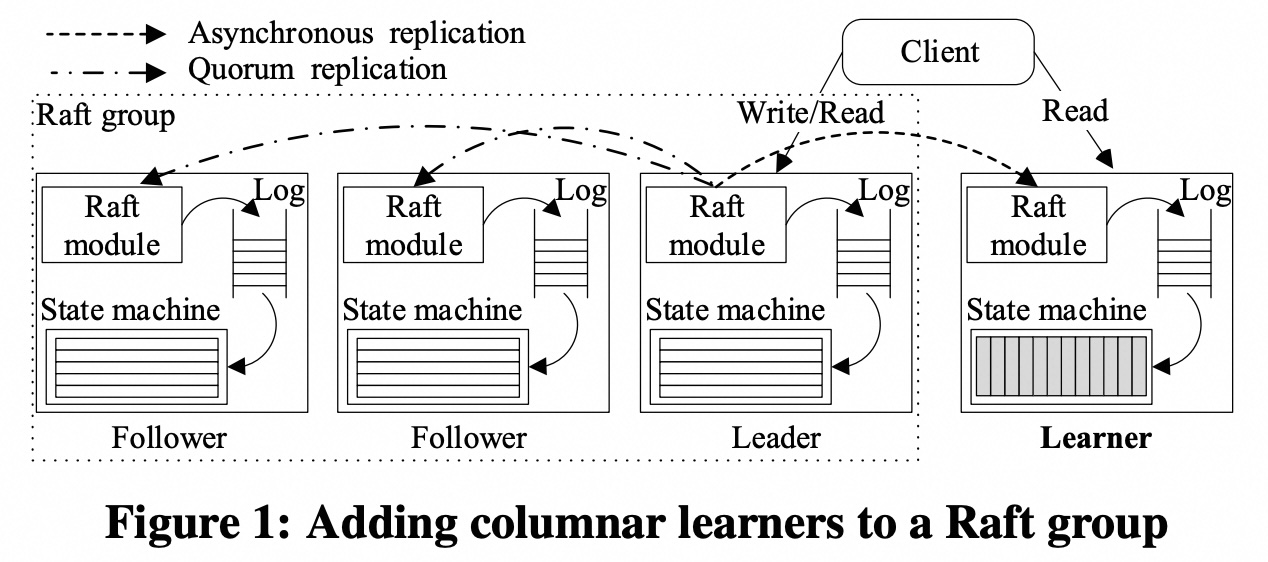 Asynchronous replication
Quorum replication
Client
Raft group
Write/Read
Read
Raft
module
Log
State machine
Follower
Raft
module
Log
State machine
Follower
Raft
module
Log
State machine
Leader
Raft
module
Log
State machine
Learner
Figure 1: Adding columnar learners to a Raft group